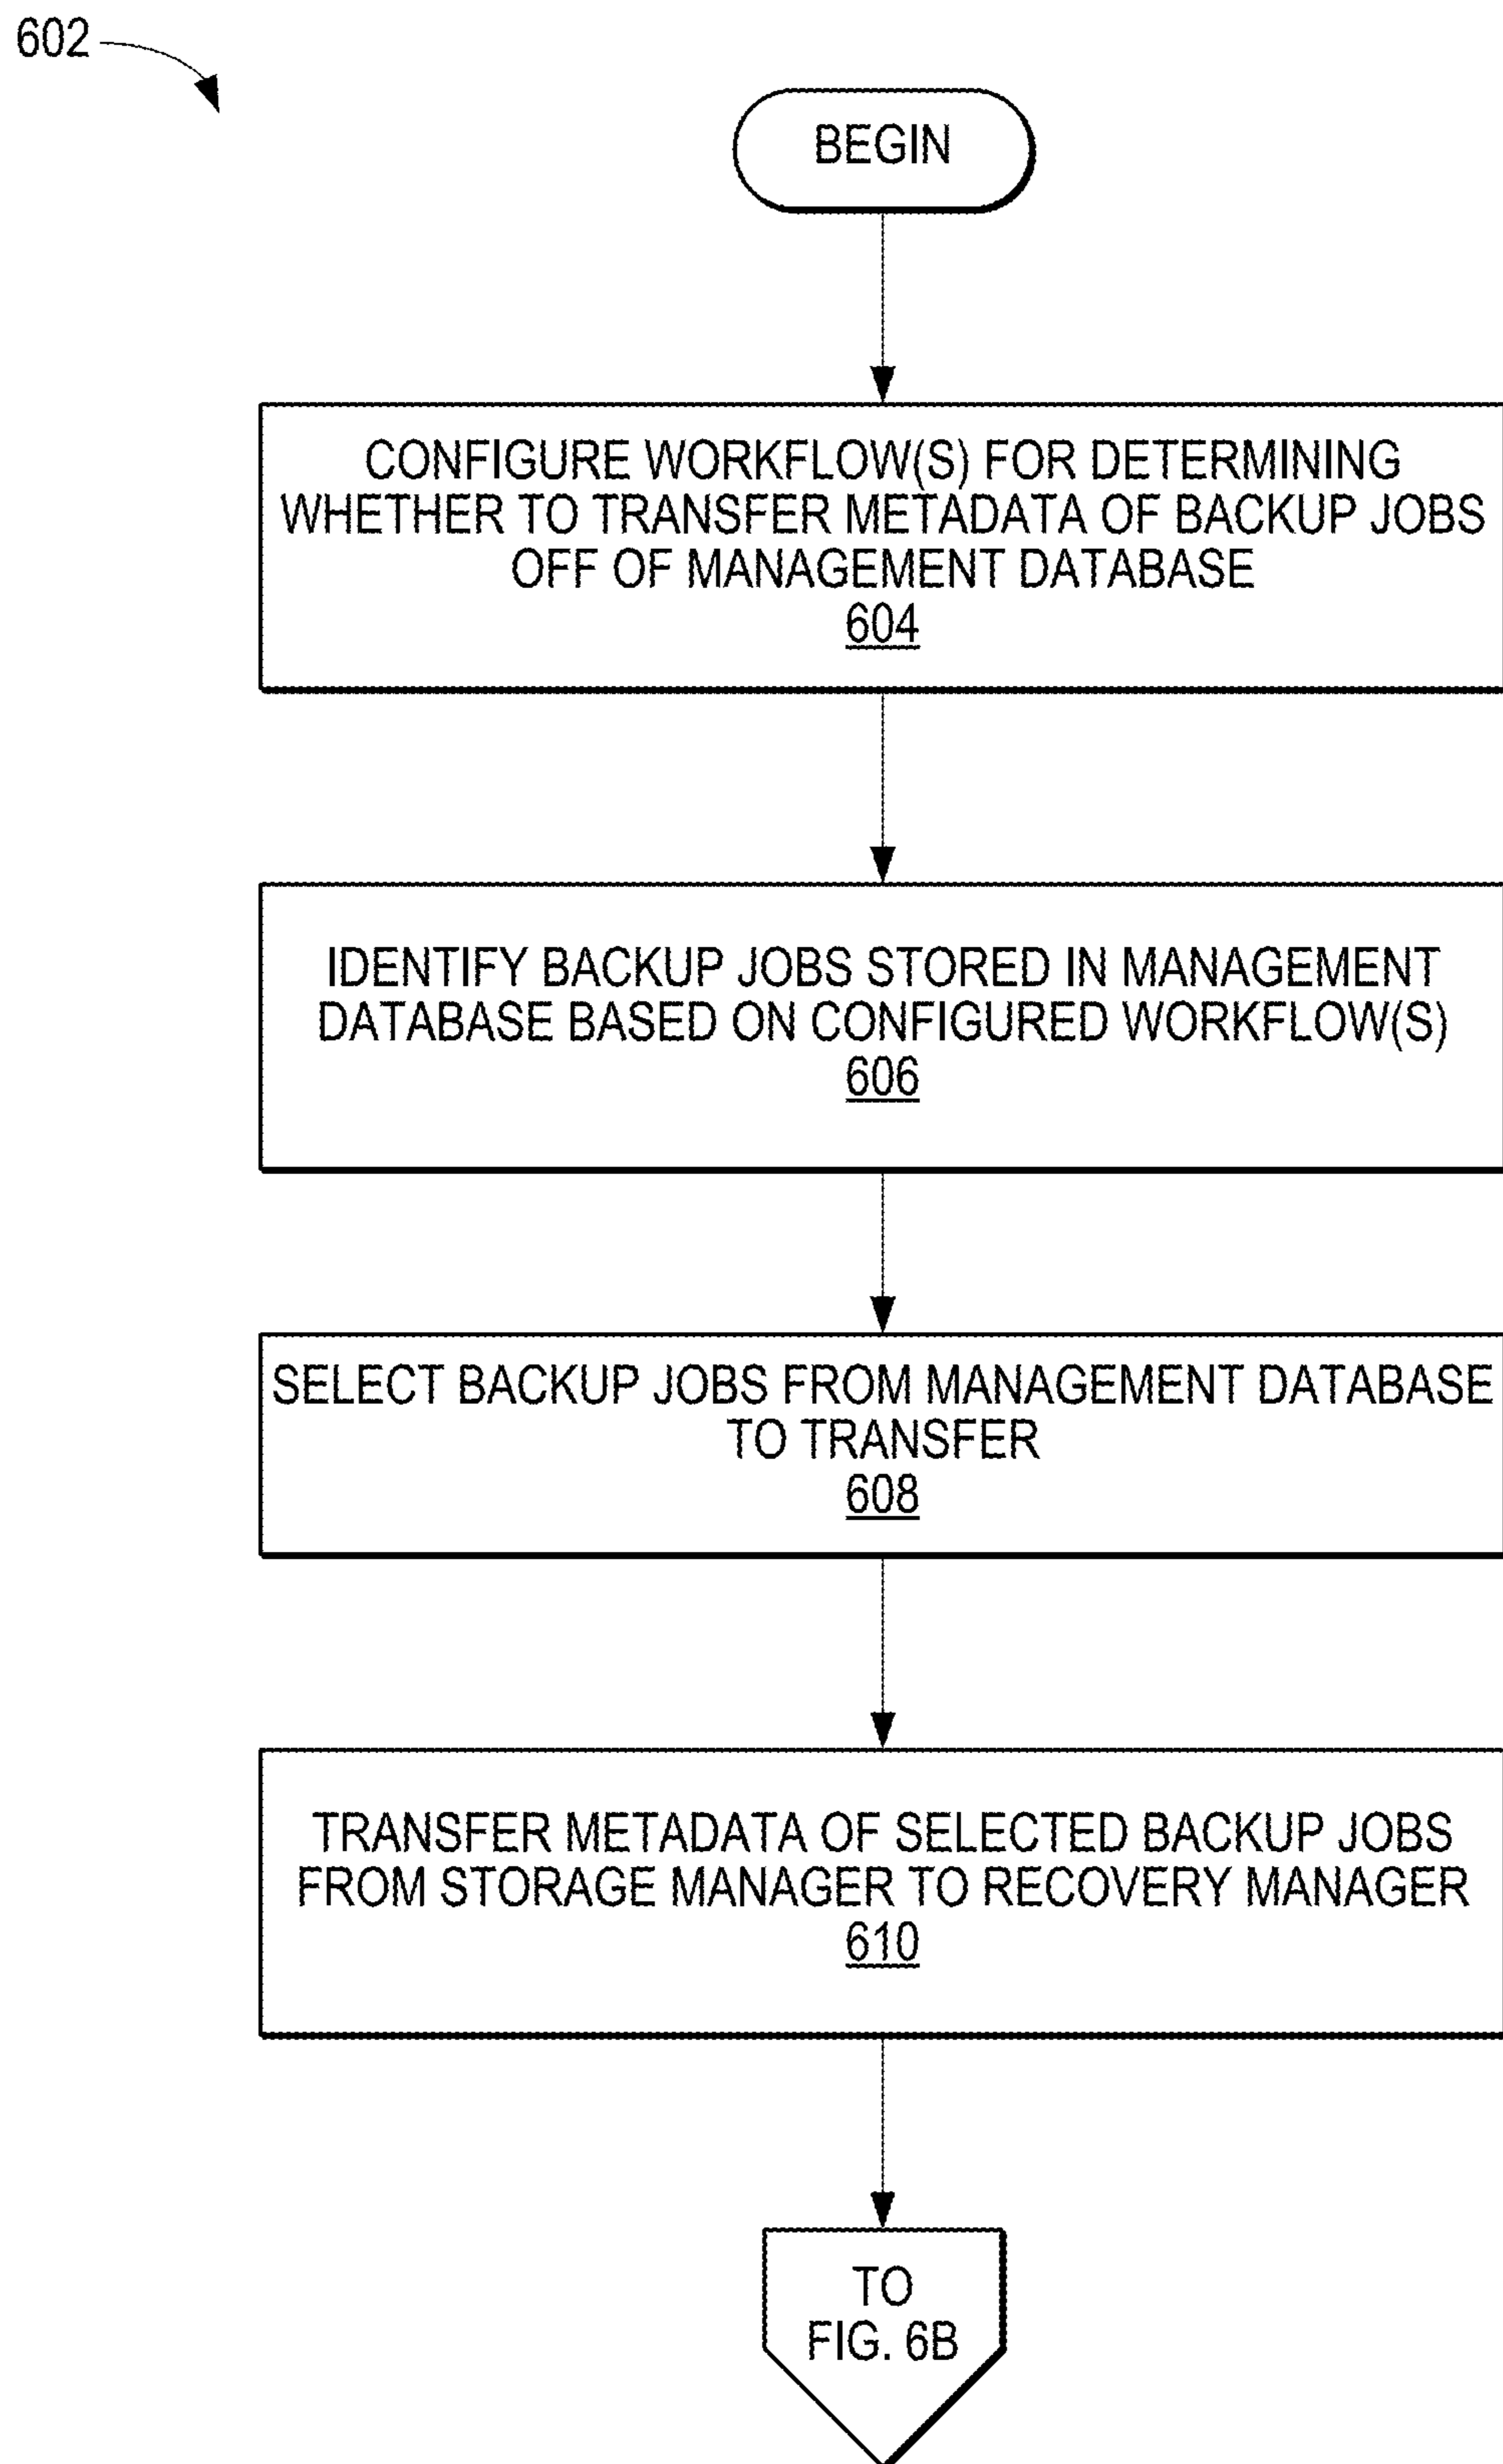 602
BEGIN
CONFIGURE WORKFLOW(S) FOR DETERMINING
WHETHER TO TRANSFER METADATA OF BACKUP JOBS
OFF OF MANAGEMENT DATABASE
604
IDENTIFY BACKUP JOBS STORED IN MANAGEMENT
DATABASE BASED ON CONFIGURED WORKFLOW(S)
606
SELECT BACKUP JOBS FROM MANAGEMENT DATABASE
TO TRANSFER
608
TRANSFER METADATA OF SELECTED BACKUP JOBS
FROM STORAGE MANAGER TO RECOVERY MANAGER
610
TO
FIG. 6B